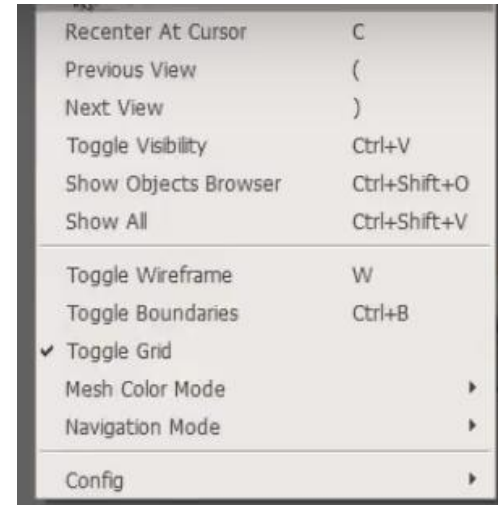 Recenter At Cursor C
Previous View (
Next View )
Toggle Visibility Ctrl+V
Show Objects Browser Ctrl+Shift+O
Show All Ctrl+Shift+V
Toggle Wireframe W
Toggle Boundaries Ctrl+B
✔ Toggle Grid
Mesh Color Mode
Navigation Mode
Config